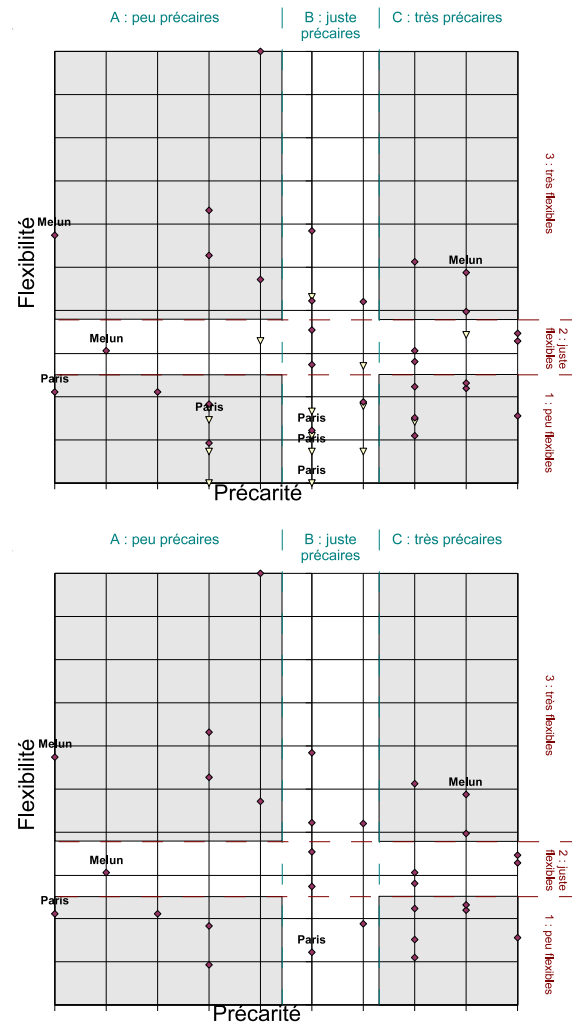 A : peu précaires
B : juste
précaires
C : très précaires
3 : très flexibles
Flexibilité
Melun
Melun
2 : juste
flexibles
Melun
Paris
Paris
Paris
Paris
Paris
1 : peu flexibles
Précarité
A : peu précaires
B : juste
précaires
C : très précaires
3 : très flexibles
Flexibilité
Melun
Melun
2 : juste
flexibles
Melun
Paris
Paris
1 : peu flexibles
Précarité